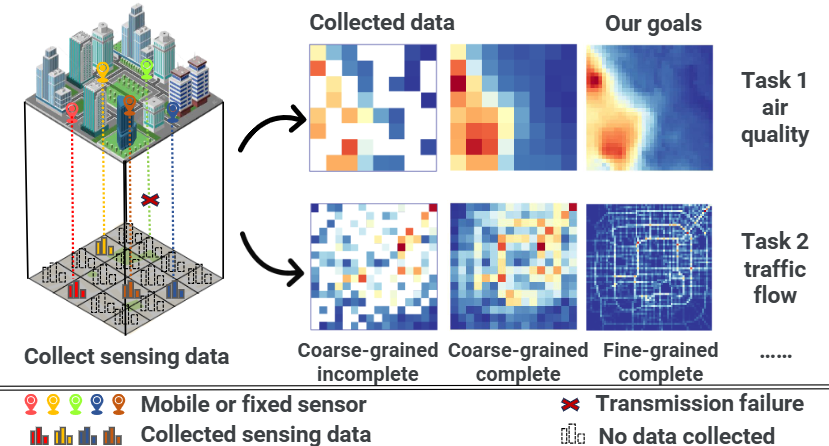 Collected data
Our goals
Task 1
air
quality
Task 2
traffic
flow
Collect sensing data
Coarse-grained
incomplete
Coarse-grained
complete
Fine-grained
complete
......
Mobile or fixed sensor
Transmission failure
Collected sensing data
No data collected